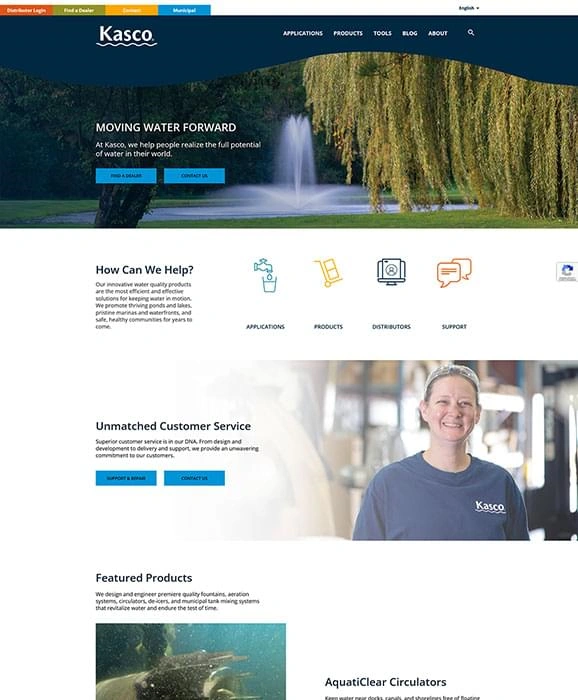 Distributor Login Find a Dealer Contact Municipal
English
Kasco
APPLICATIONS PRODUCTS TOOLS BLOG ABOUT
MOVING WATER FORWARD
At Kasco, we help people realize the full potential
of water in their world.
FIND A DEALER CONTACT US
How Can We Help?
Our innovative water quality products
are the most efficient and effective
solutions for keeping water in motion.
We promote thriving ponds and lakes,
pristine marinas and waterfronts, and
safe, healthy communities for years to
come.
APPLICATIONS PRODUCTS DISTRIBUTORS SUPPORT
Unmatched Customer Service
Superior customer service is in our DNA. From design and
development to delivery and support, we provide an unwavering
commitment to our customers.
SUPPORT & REPAIR CONTACT US
Kasco
Featured Products
We design and engineer premiere quality fountains, aeration
systems, circulators, de-icers, and municipal tank mixing systems
that revitalize water and endure the test of time.
AquatiClear Circulators
Keep water near docks, canals, and shorelines free of floating